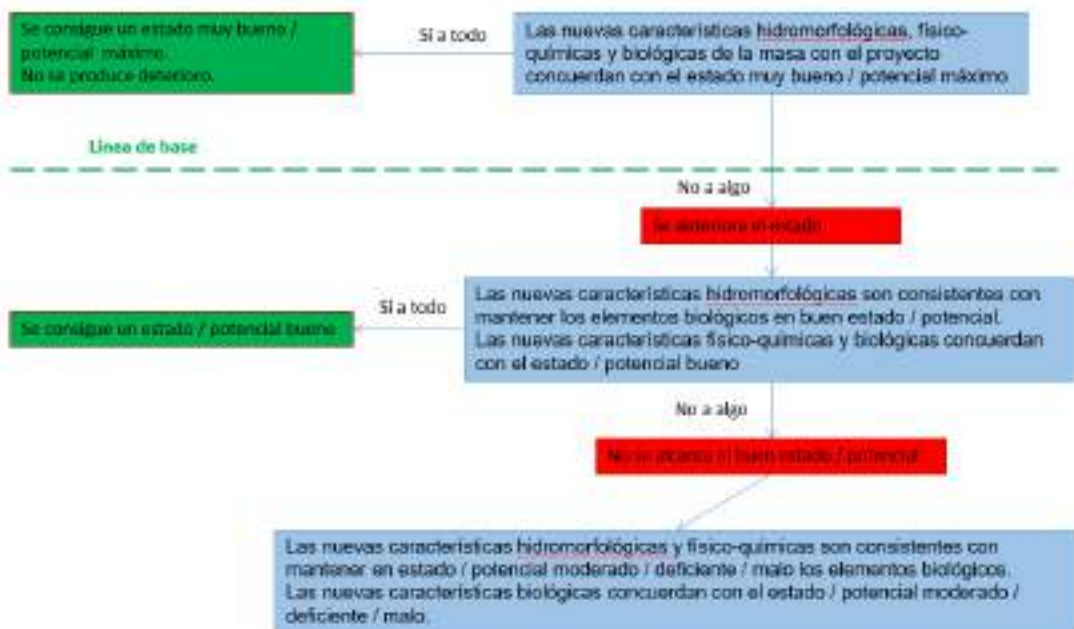 Se consigue un estado muy bueno /
potencial máximo.
No se produce deterioro.
Sí a todo
Las nuevas características hidromorfológicas, físico-
químicas y biológicas de la masa con el proyecto
concuerdan con el estado muy bueno / potencial máximo
Línea de base
No a algo
Se deteriora el estado
Sí a todo
Las nuevas características hidromorfológicas son consistentes con
mantener los elementos biológicos en buen estado / potencial.
Las nuevas características físico-químicas y biológicas concuerdan
con el estado / potencial bueno
Se consigue un estado / potencial bueno
No a algo
No se alcanza el buen estado / potencial
Las nuevas características hidromorfológicas y físico-químicas son consistentes con
mantener en estado / potencial moderado / deficiente / malo los elementos biológicos.
Las nuevas características biológicas concuerdan con el estado / potencial moderado /
deficiente / malo.